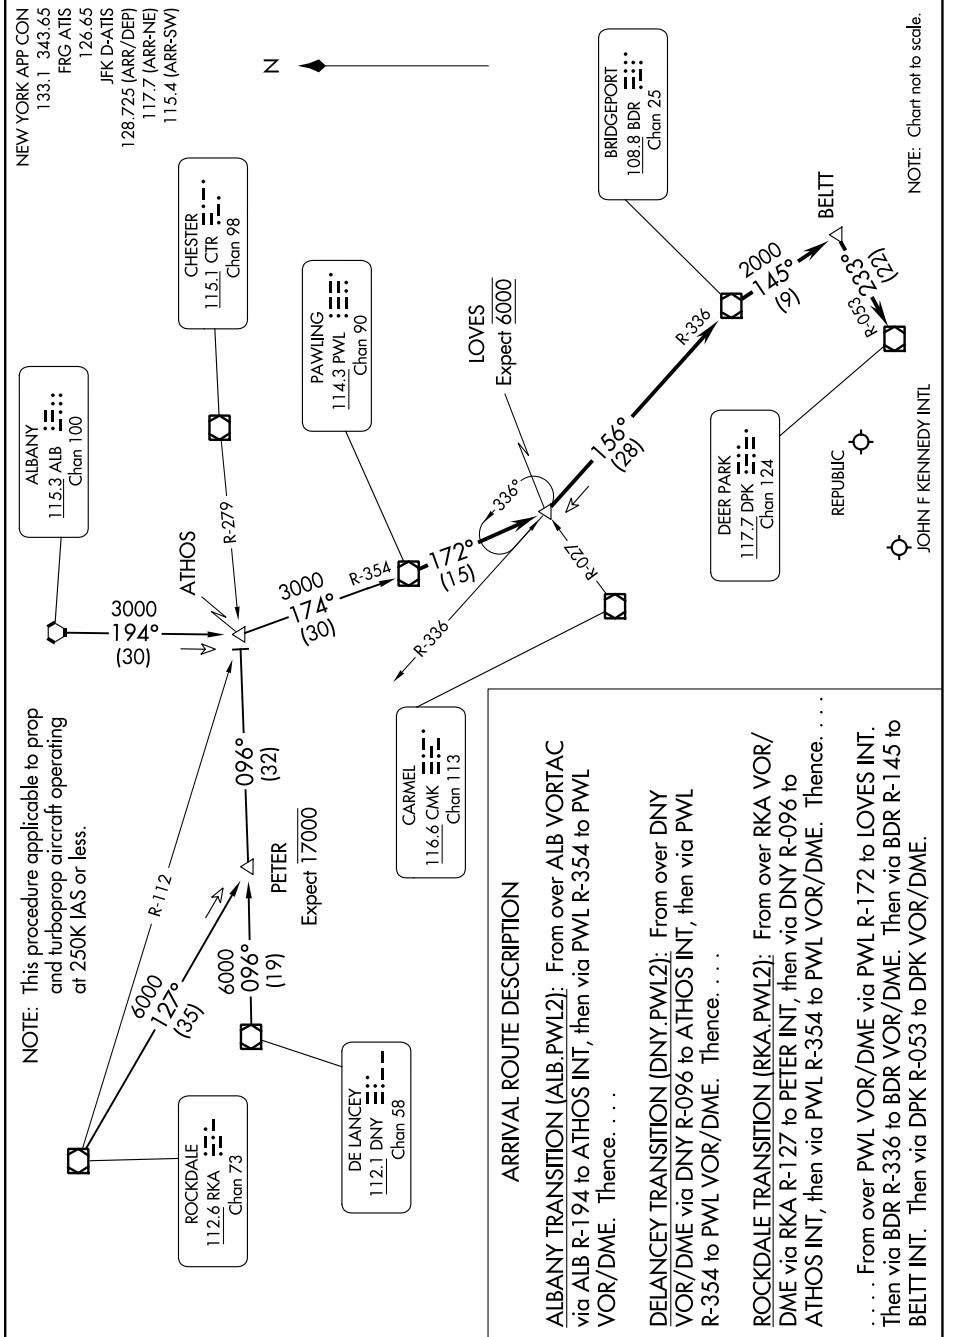 NEW YORK APP CON
133.1 343.65
FRG ATIS
126.65
JFK D-ATIS
128.725 (ARR/DEP)
117.7 (ARR-NE)
115.4 (ARR-SW)
N
NOTE: This procedure applicable to prop
and turboprop aircraft operating
at 250K IAS or less.
ALBANY
115.3 ALB
Chan 100
CHESTER
115.1 CTR
Chan 98
PAWLING
114.3 PWL
Chan 90
BRIDGEPORT
108.8 BDR
Chan 25
ROCKDALE
112.6 RKA
Chan 73
DE LANCEY
112.1 DNY
Chan 58
CARMEL
116.6 CMK
Chan 113
DEER PARK
117.7 DPK
Chan 124
3000
194°
(30)
ATHOS
R-279
R-112
6000
127°
(35)
6000
096°
(19)
PETER
Expect 17000
096°
(32)
3000
174°
(30)
R-354
172°
(15)
336°
R-336
R-027
LOVES
Expect 6000
156°
(28)
R-336
2000
145°
(9)
BELTT
233°
(22)
R-053
REPUBLIC
JOHN F KENNEDY INTL
NOTE: Chart not to scale.
ARRIVAL ROUTE DESCRIPTION
ALBANY TRANSITION (ALB.PWL2): From over ALB VORTAC
via ALB R-194 to ATHOS INT, then via PWL R-354 to PWL
VOR/DME. Thence. . . .
DELANCEY TRANSITION (DNY.PWL2): From over DNY
VOR/DME via DNY R-096 to ATHOS INT, then via PWL
R-354 to PWL VOR/DME. Thence. . . .
ROCKDALE TRANSITION (RKA.PWL2): From over RKA VOR/
DME via RKA R-127 to PETER INT, then via DNY R-096 to
ATHOS INT, then via PWL R-354 to PWL VOR/DME. Thence. . . .
. . . . From over PWL VOR/DME via PWL R-172 to LOVES INT.
Then via BDR R-336 to BDR VOR/DME. Then via BDR R-145 to
BELTT INT. Then via DPK R-053 to DPK VOR/DME.